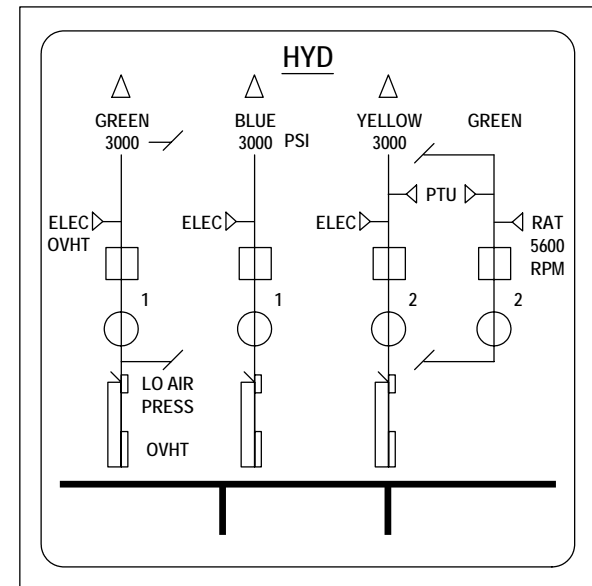 HYD
GREEN BLUE YELLOW GREEN
3000 3000 PSI 3000
PTU
ELEC ELEC ELEC RAT
OVHT 5600
RPM
1 1 2 2
LO AIR
PRESS
OVHT